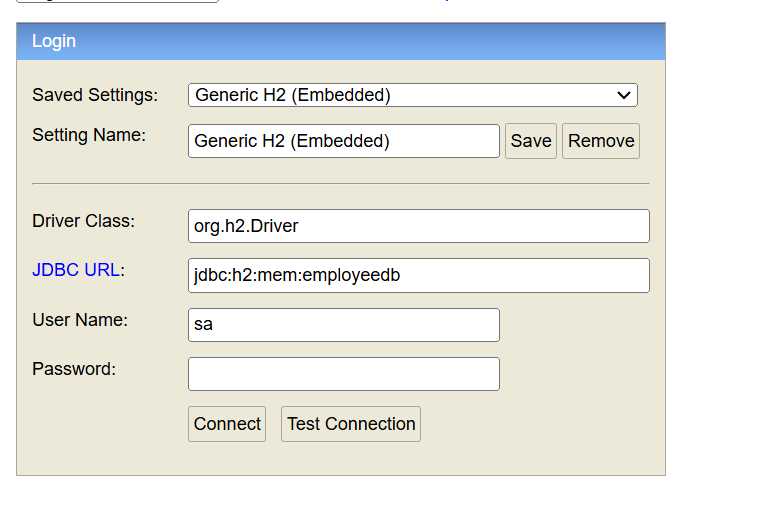 Login
Saved Settings: Generic H2 (Embedded)
Setting Name: Generic H2 (Embedded) Save Remove
Driver Class: org.h2.Driver
JDBC URL: jdbc:h2:mem:employeedb
User Name: sa
Password:
Connect Test Connection